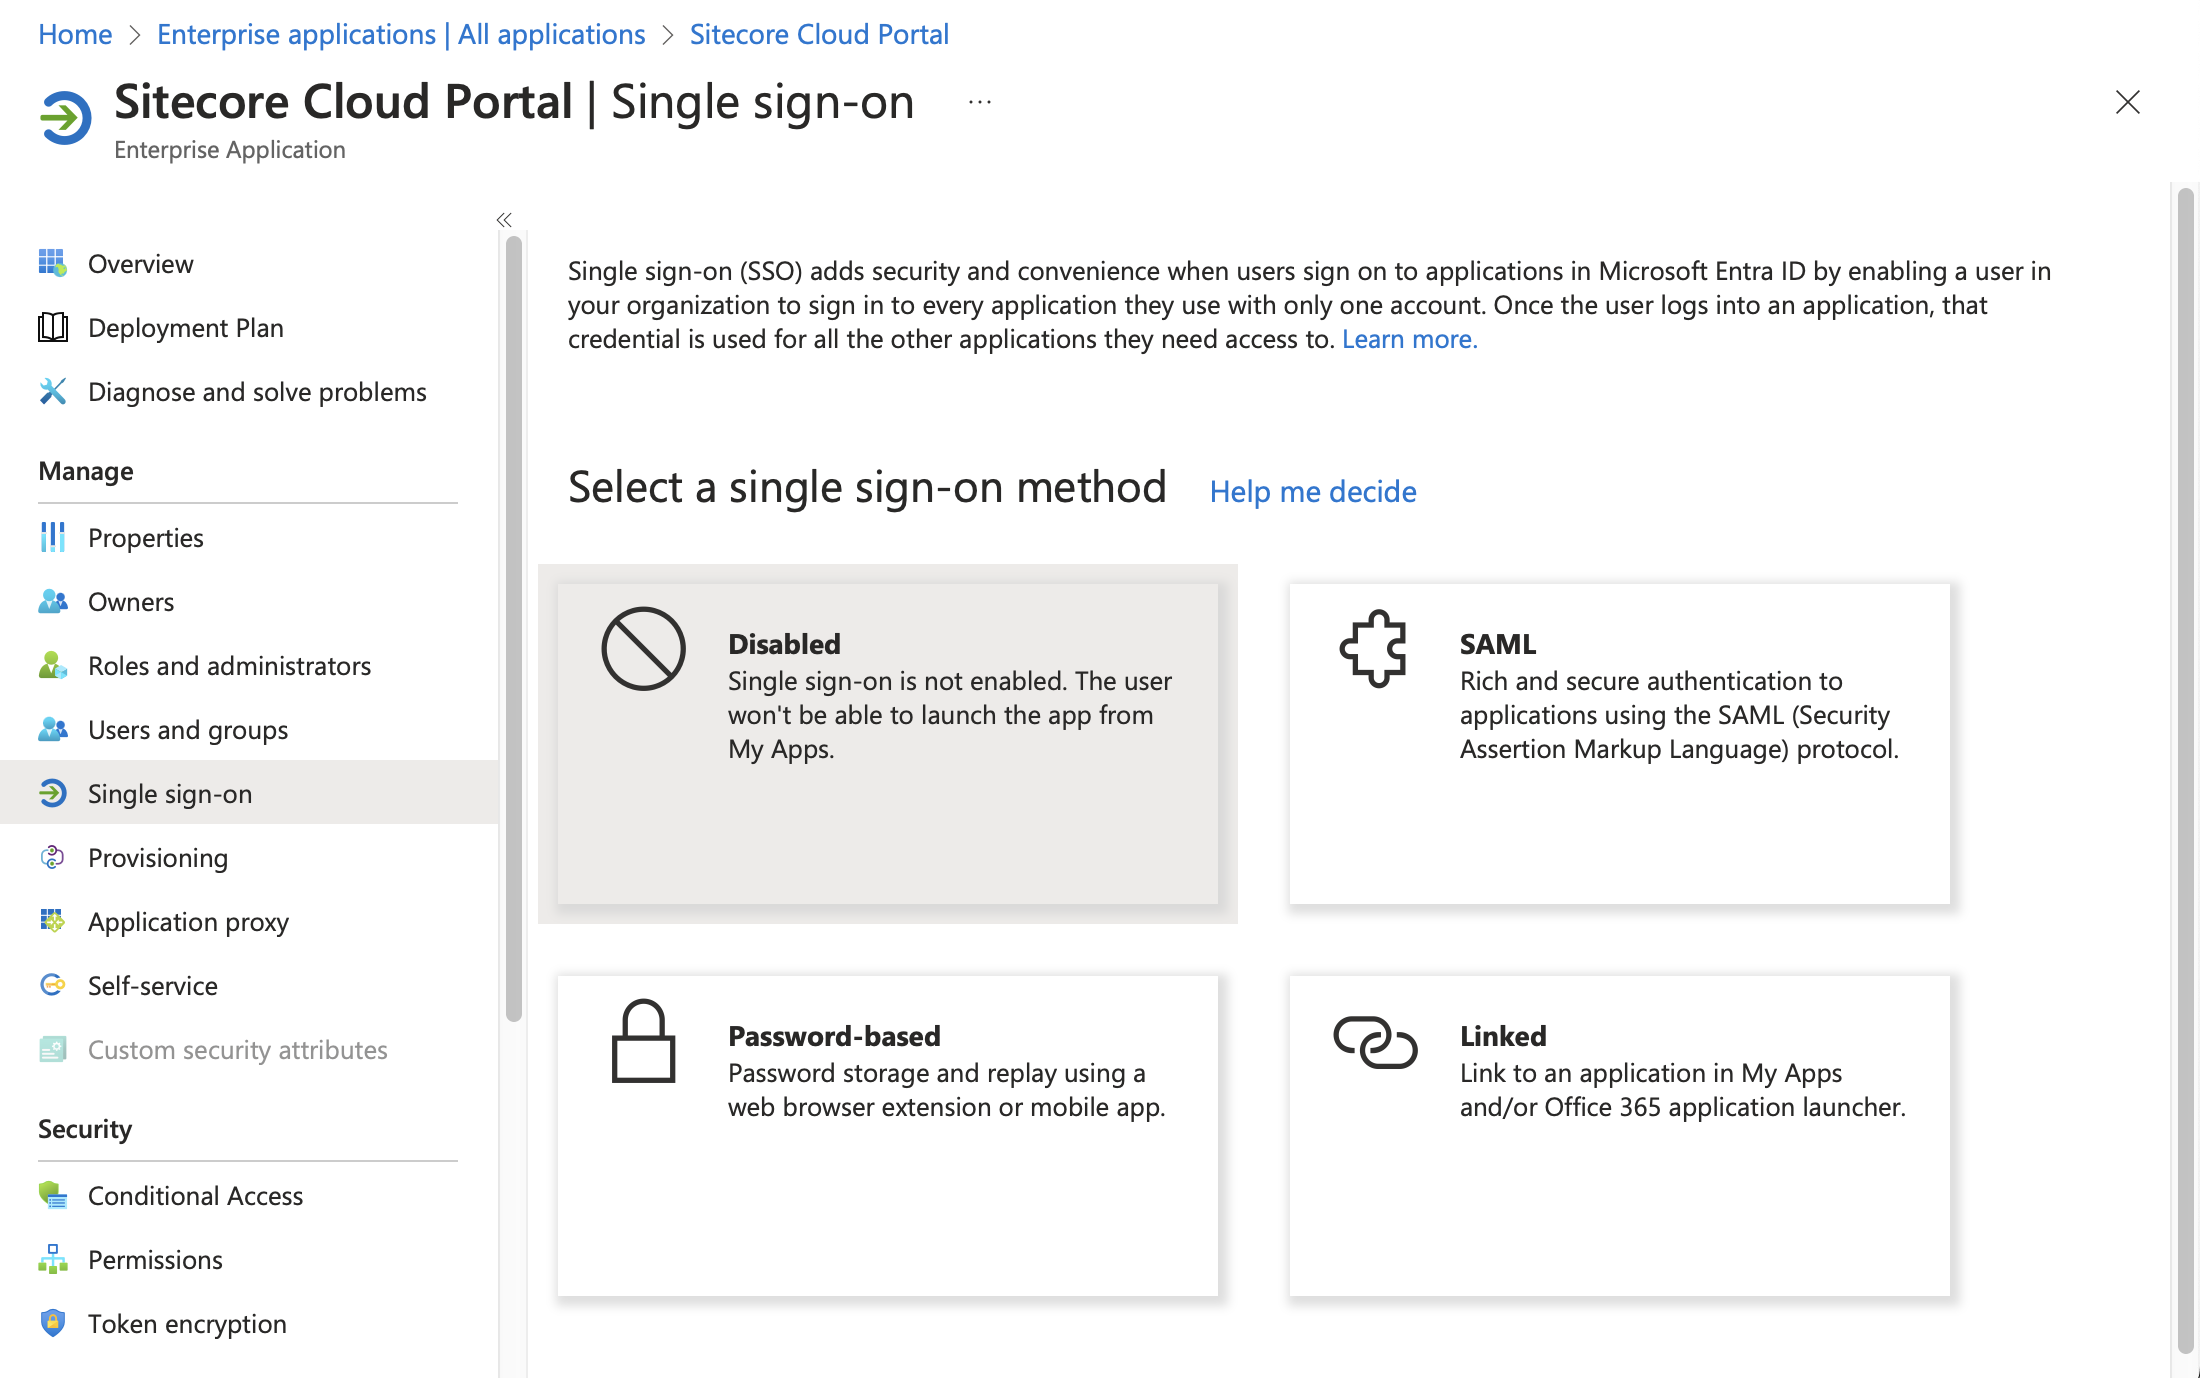 Home > Enterprise applications | All applications > Sitecore Cloud Portal
Sitecore Cloud Portal | Single sign-on ...
Enterprise Application
Overview
Deployment Plan
Diagnose and solve problems
Manage
Properties
Owners
Roles and administrators
Users and groups
Single sign-on
Provisioning
Application proxy
Self-service
Custom security attributes
Security
Conditional Access
Permissions
Token encryption
Single sign-on (SSO) adds security and convenience when users sign on to applications in Microsoft Entra ID by enabling a user in
your organization to sign in to every application they use with only one account. Once the user logs into an application, that
credential is used for all the other applications they need access to. Learn more.
Select a single sign-on method Help me decide
Disabled
Single sign-on is not enabled. The user
won't be able to launch the app from
My Apps.
SAML
Rich and secure authentication to
applications using the SAML (Security
Assertion Markup Language) protocol.
Password-based
Password storage and replay using a
web browser extension or mobile app.
Linked
Link to an application in My Apps
and/or Office 365 application launcher.